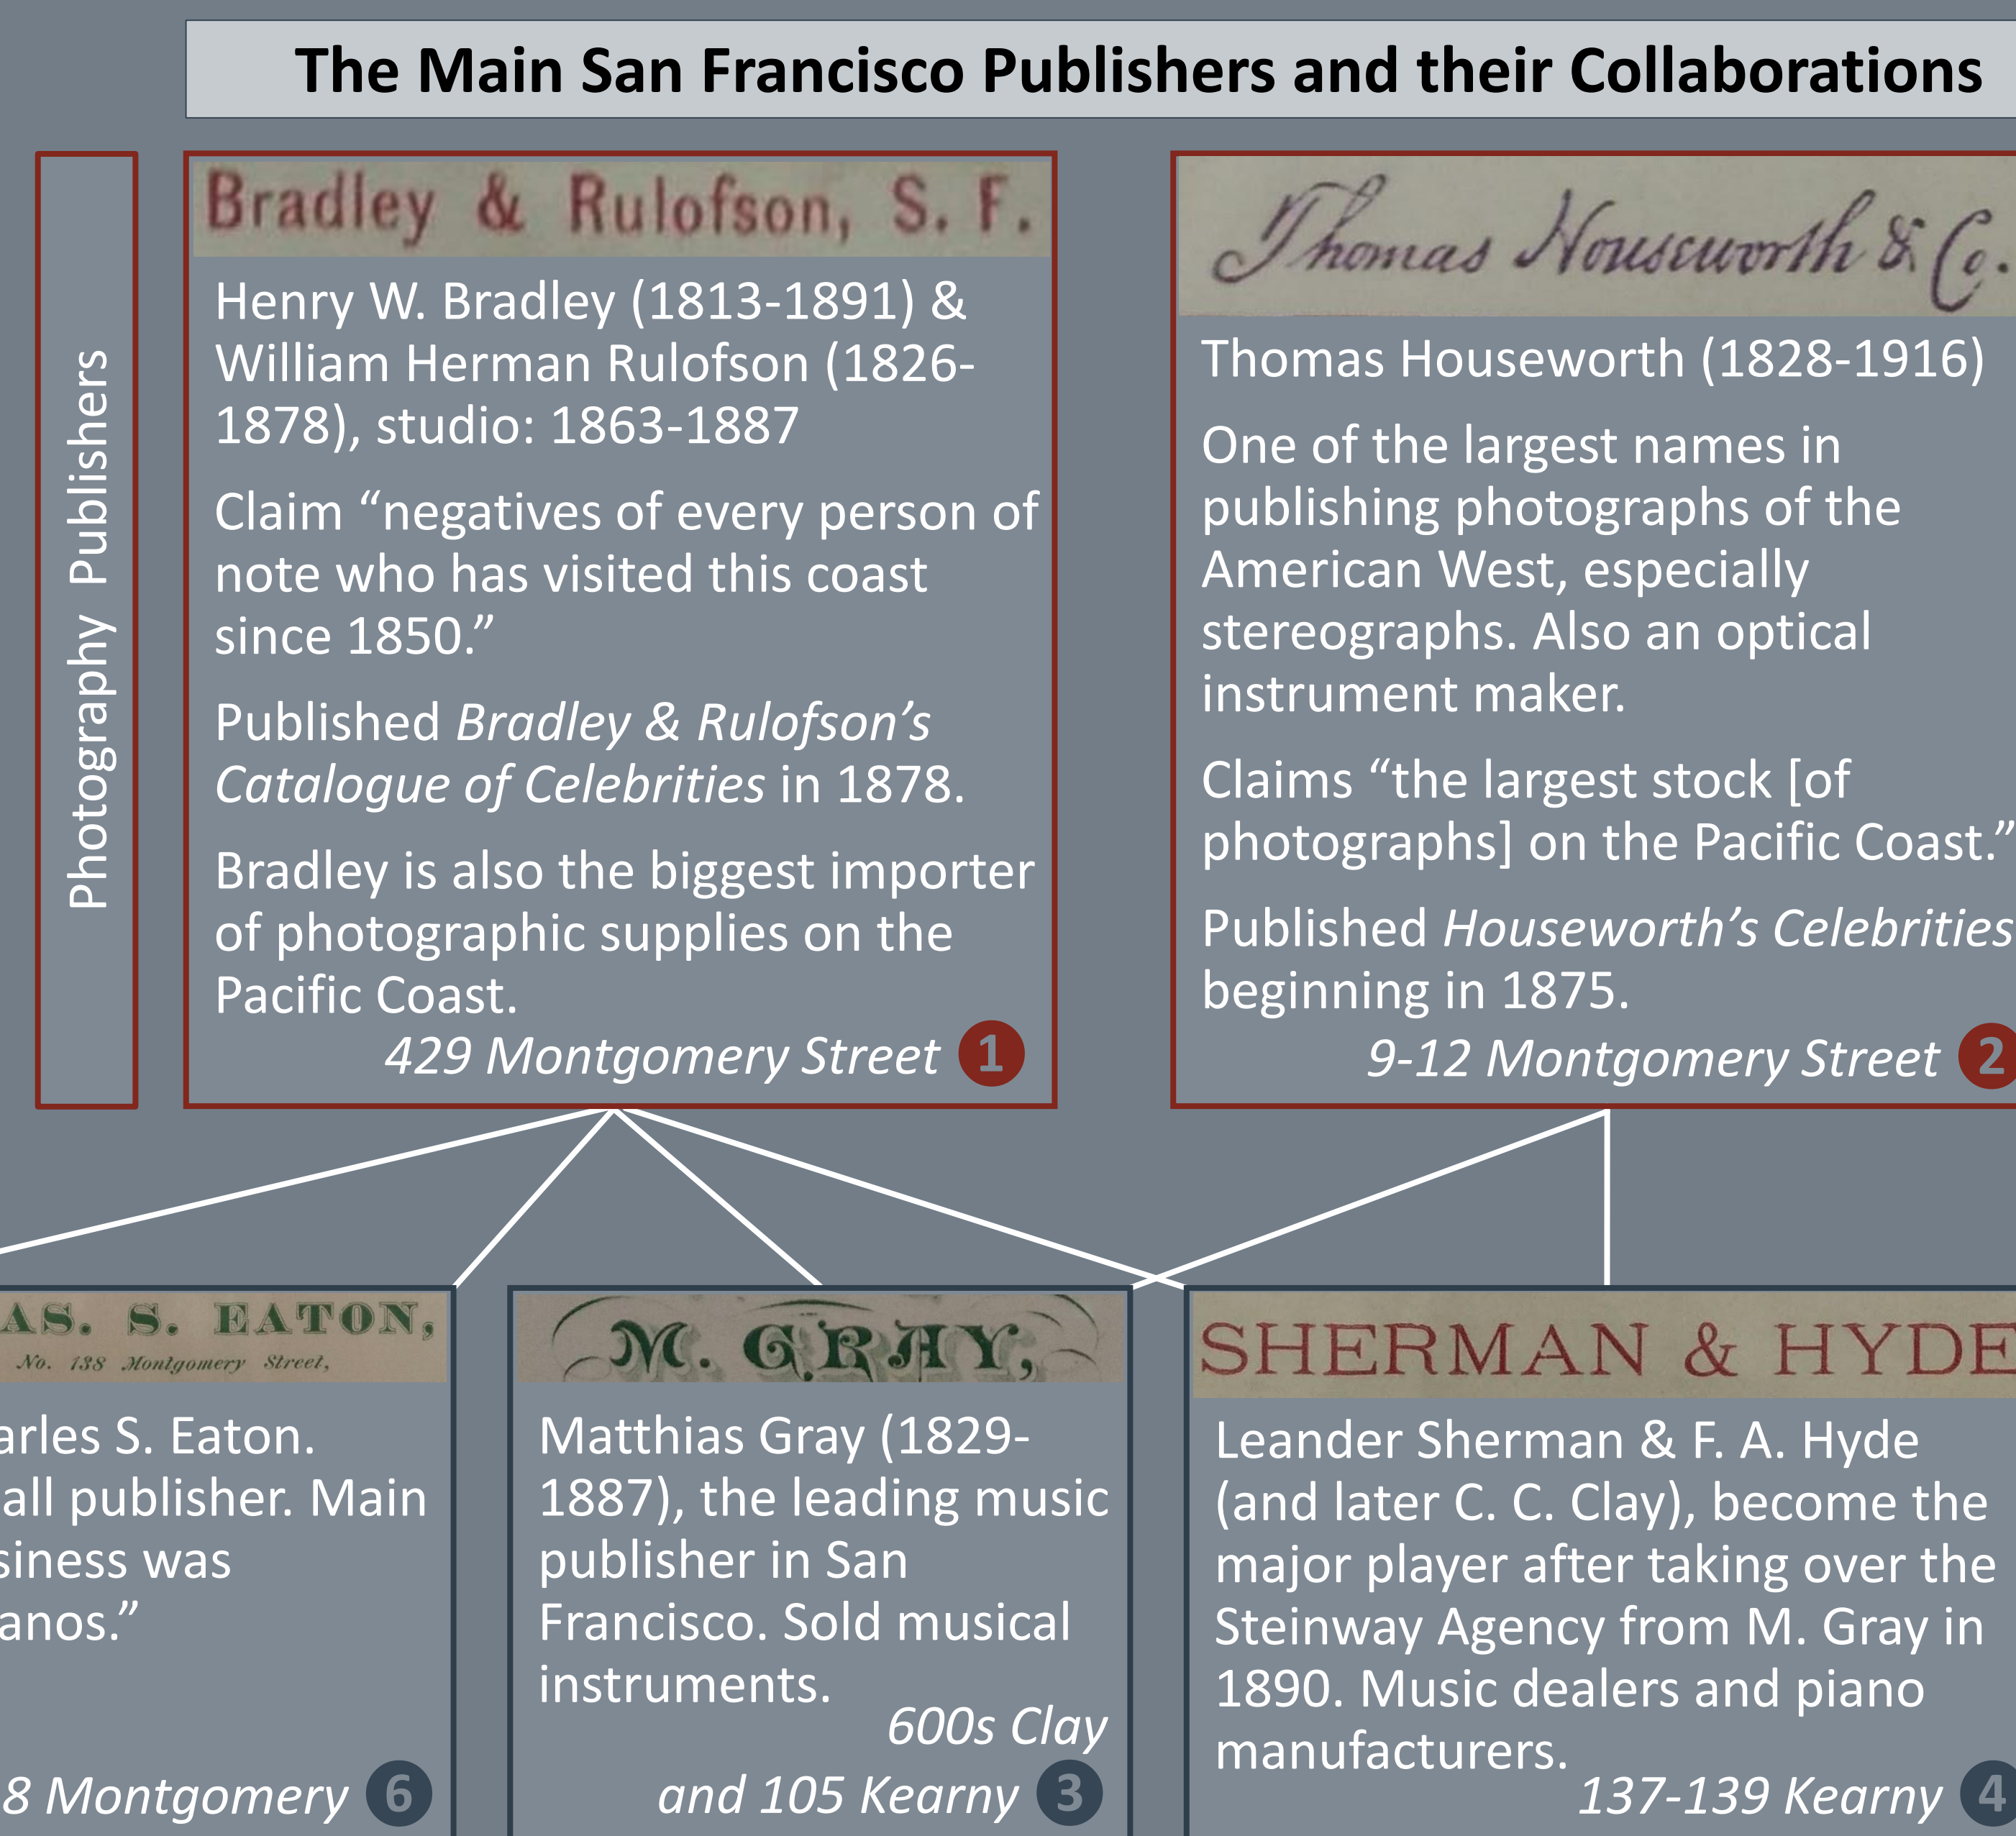 The Main San Francisco Publishers and their Collaborations
Photography Publishers
Bradley & Rulofson, S. F.
Henry W. Bradley (1813-1891) &
William Herman Rulofson (1826-
1878), studio: 1863-1887
Claim “negatives of every person of
note who has visited this coast
since 1850.”
Published Bradley & Rulofson’s
Catalogue of Celebrities in 1878.
Bradley is also the biggest importer
of photographic supplies on the
Pacific Coast.
429 Montgomery Street 1
Thomas Houseworth & Co.
Thomas Houseworth (1828-1916)
One of the largest names in
publishing photographs of the
American West, especially
stereographs. Also an optical
instrument maker.
Claims “the largest stock [of
photographs] on the Pacific Coast.”
Published Houseworth’s Celebrities
beginning in 1875.
9-12 Montgomery Street 2
AS. S. EATON,
No. 138 Montgomery Street,
arles S. Eaton.
all publisher. Main
siness was
anos.”
8 Montgomery 6
M. GRAY,
Matthias Gray (1829-
1887), the leading music
publisher in San
Francisco. Sold musical
instruments.
600s Clay
and 105 Kearny 3
SHERMAN & HYDE
Leander Sherman & F. A. Hyde
(and later C. C. Clay), become the
major player after taking over the
Steinway Agency from M. Gray in
1890. Music dealers and piano
manufacturers.
137-139 Kearny 4